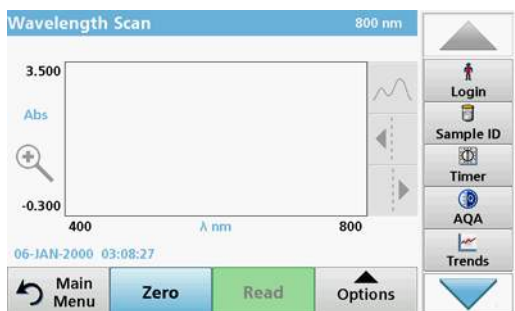 Wavelength Scan 800 nm
3.500
Abs
-0.300
400 λ nm 800
06-JAN-2000 03:08:27
Main
Menu
Zero
Read
Options
Login
Sample ID
Timer
AQA
Trends